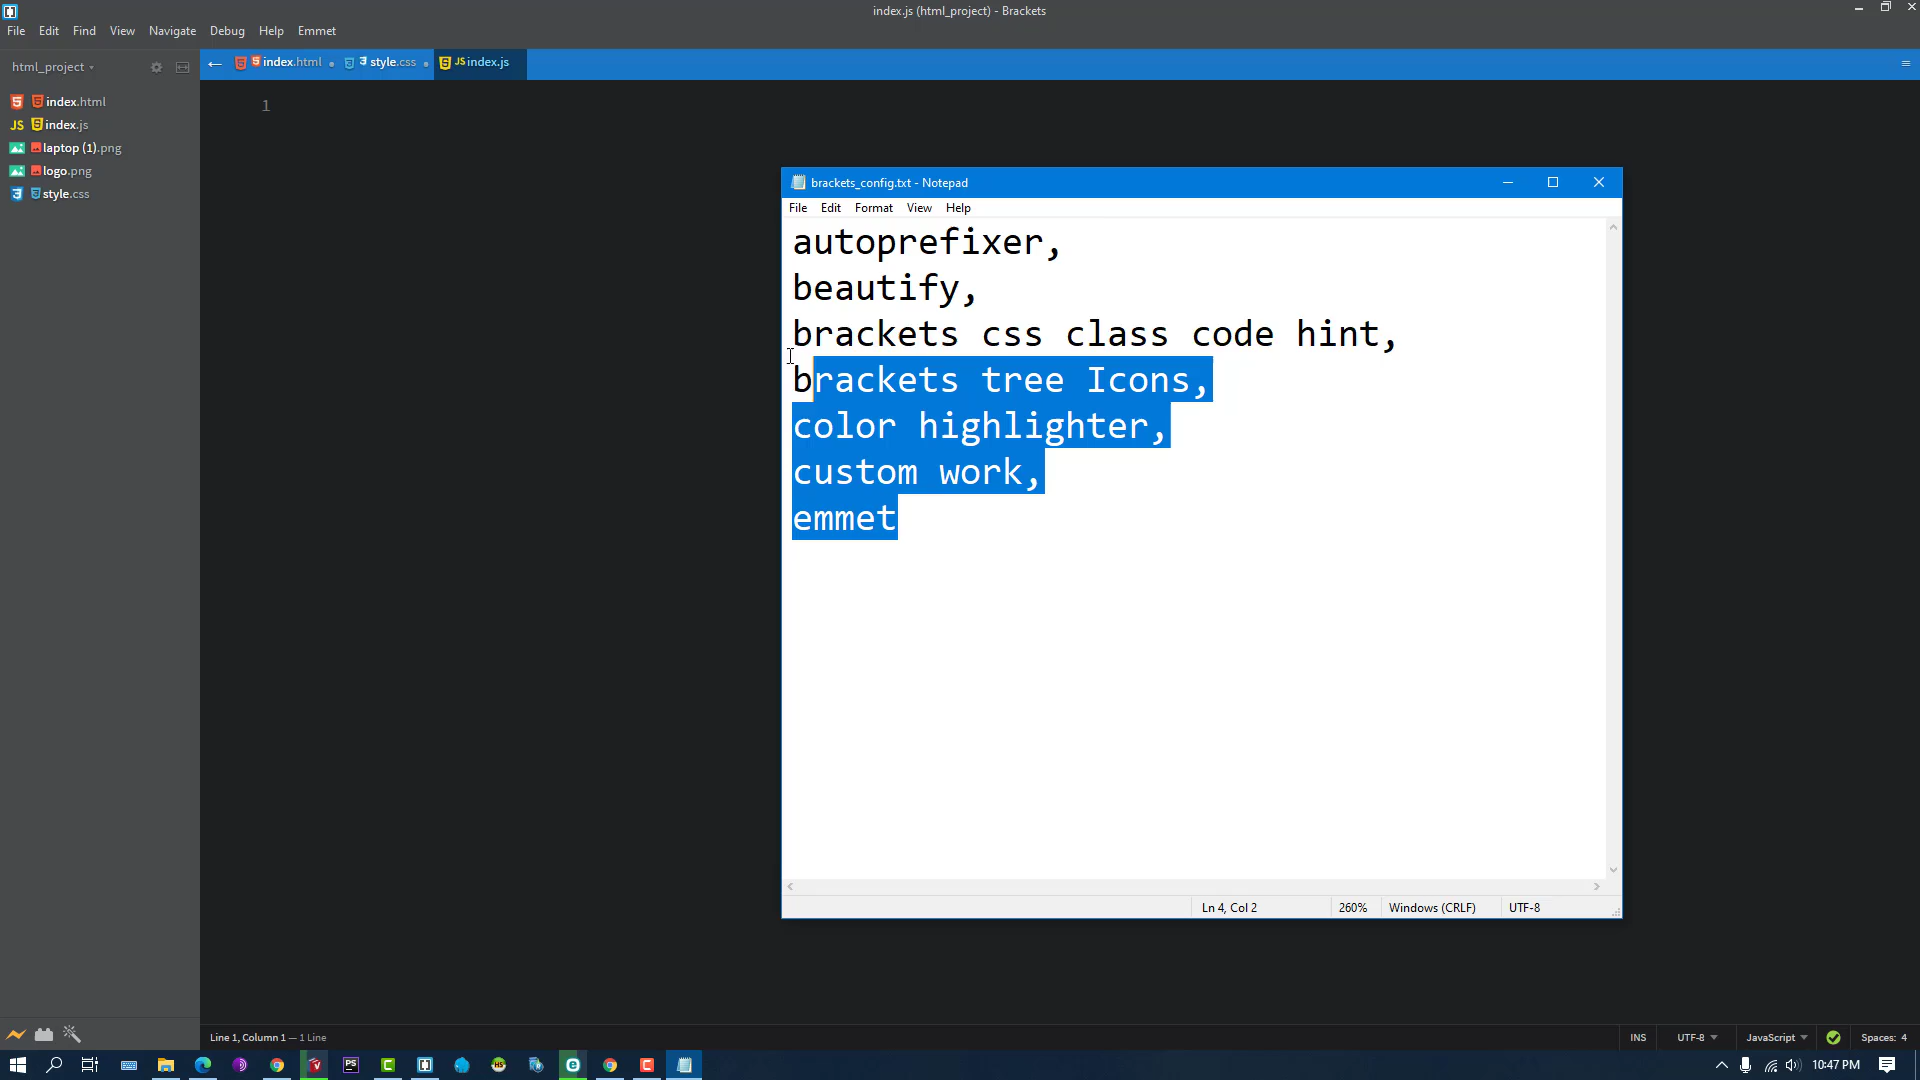 index.js (html_project) - Brackets
File Edit Find View Navigate Debug Help Emmet
html_project
index.html style.css JS index.js
1
index.html
JS index.js
laptop (1).png
logo.png
style.css
brackets_config.txt - Notepad
File Edit Format View Help
autoprefixer,
beautify,
brackets css class code hint,
brackets tree Icons,
color highlighter,
custom work,
emmet
Ln 4, Col 2 260% Windows (CRLF) UTF-8
Line 1, Column 1 — 1 Line INS UTF-8 JavaScript Spaces: 4
PS
10:47 PM